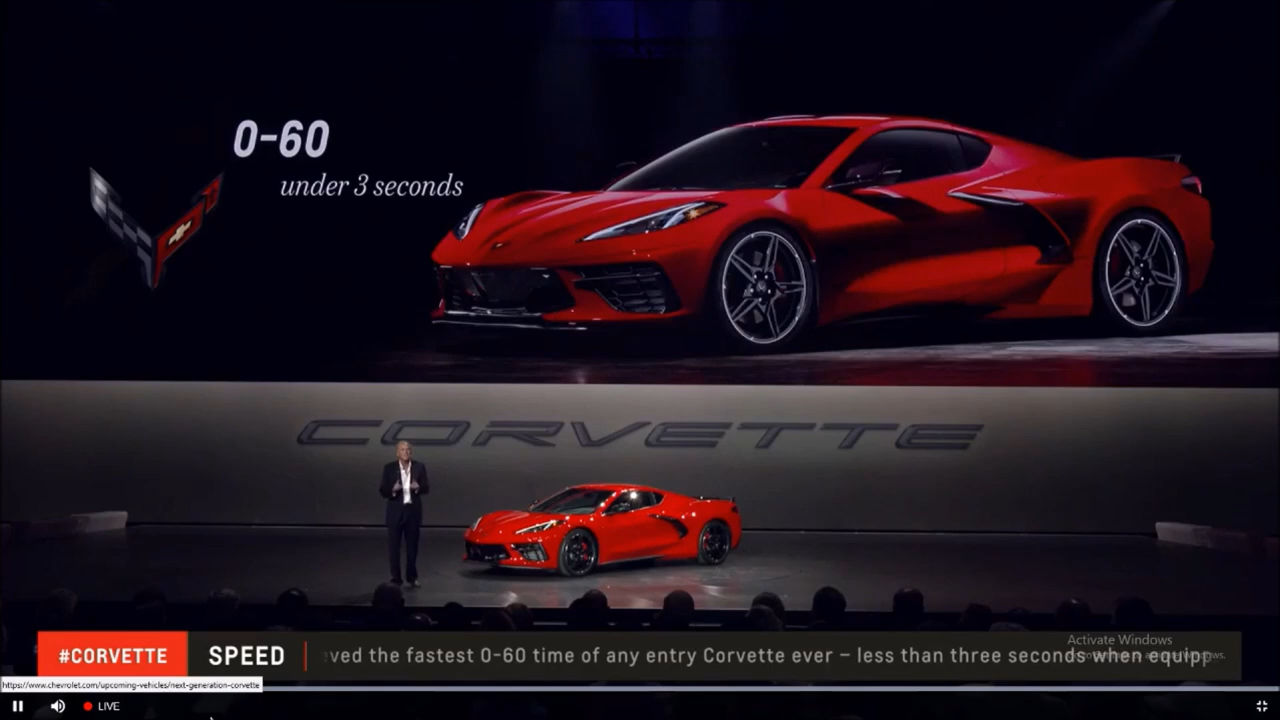 0-60
under 3 seconds
CORVETTE
#CORVETTE
SPEED
ved the fastest 0-60 time of any entry Corvette ever – less than three seconds when equip
Activate Windows
https://www.chevrolet.com/upcoming-vehicles/next-generation-corvette
LIVE